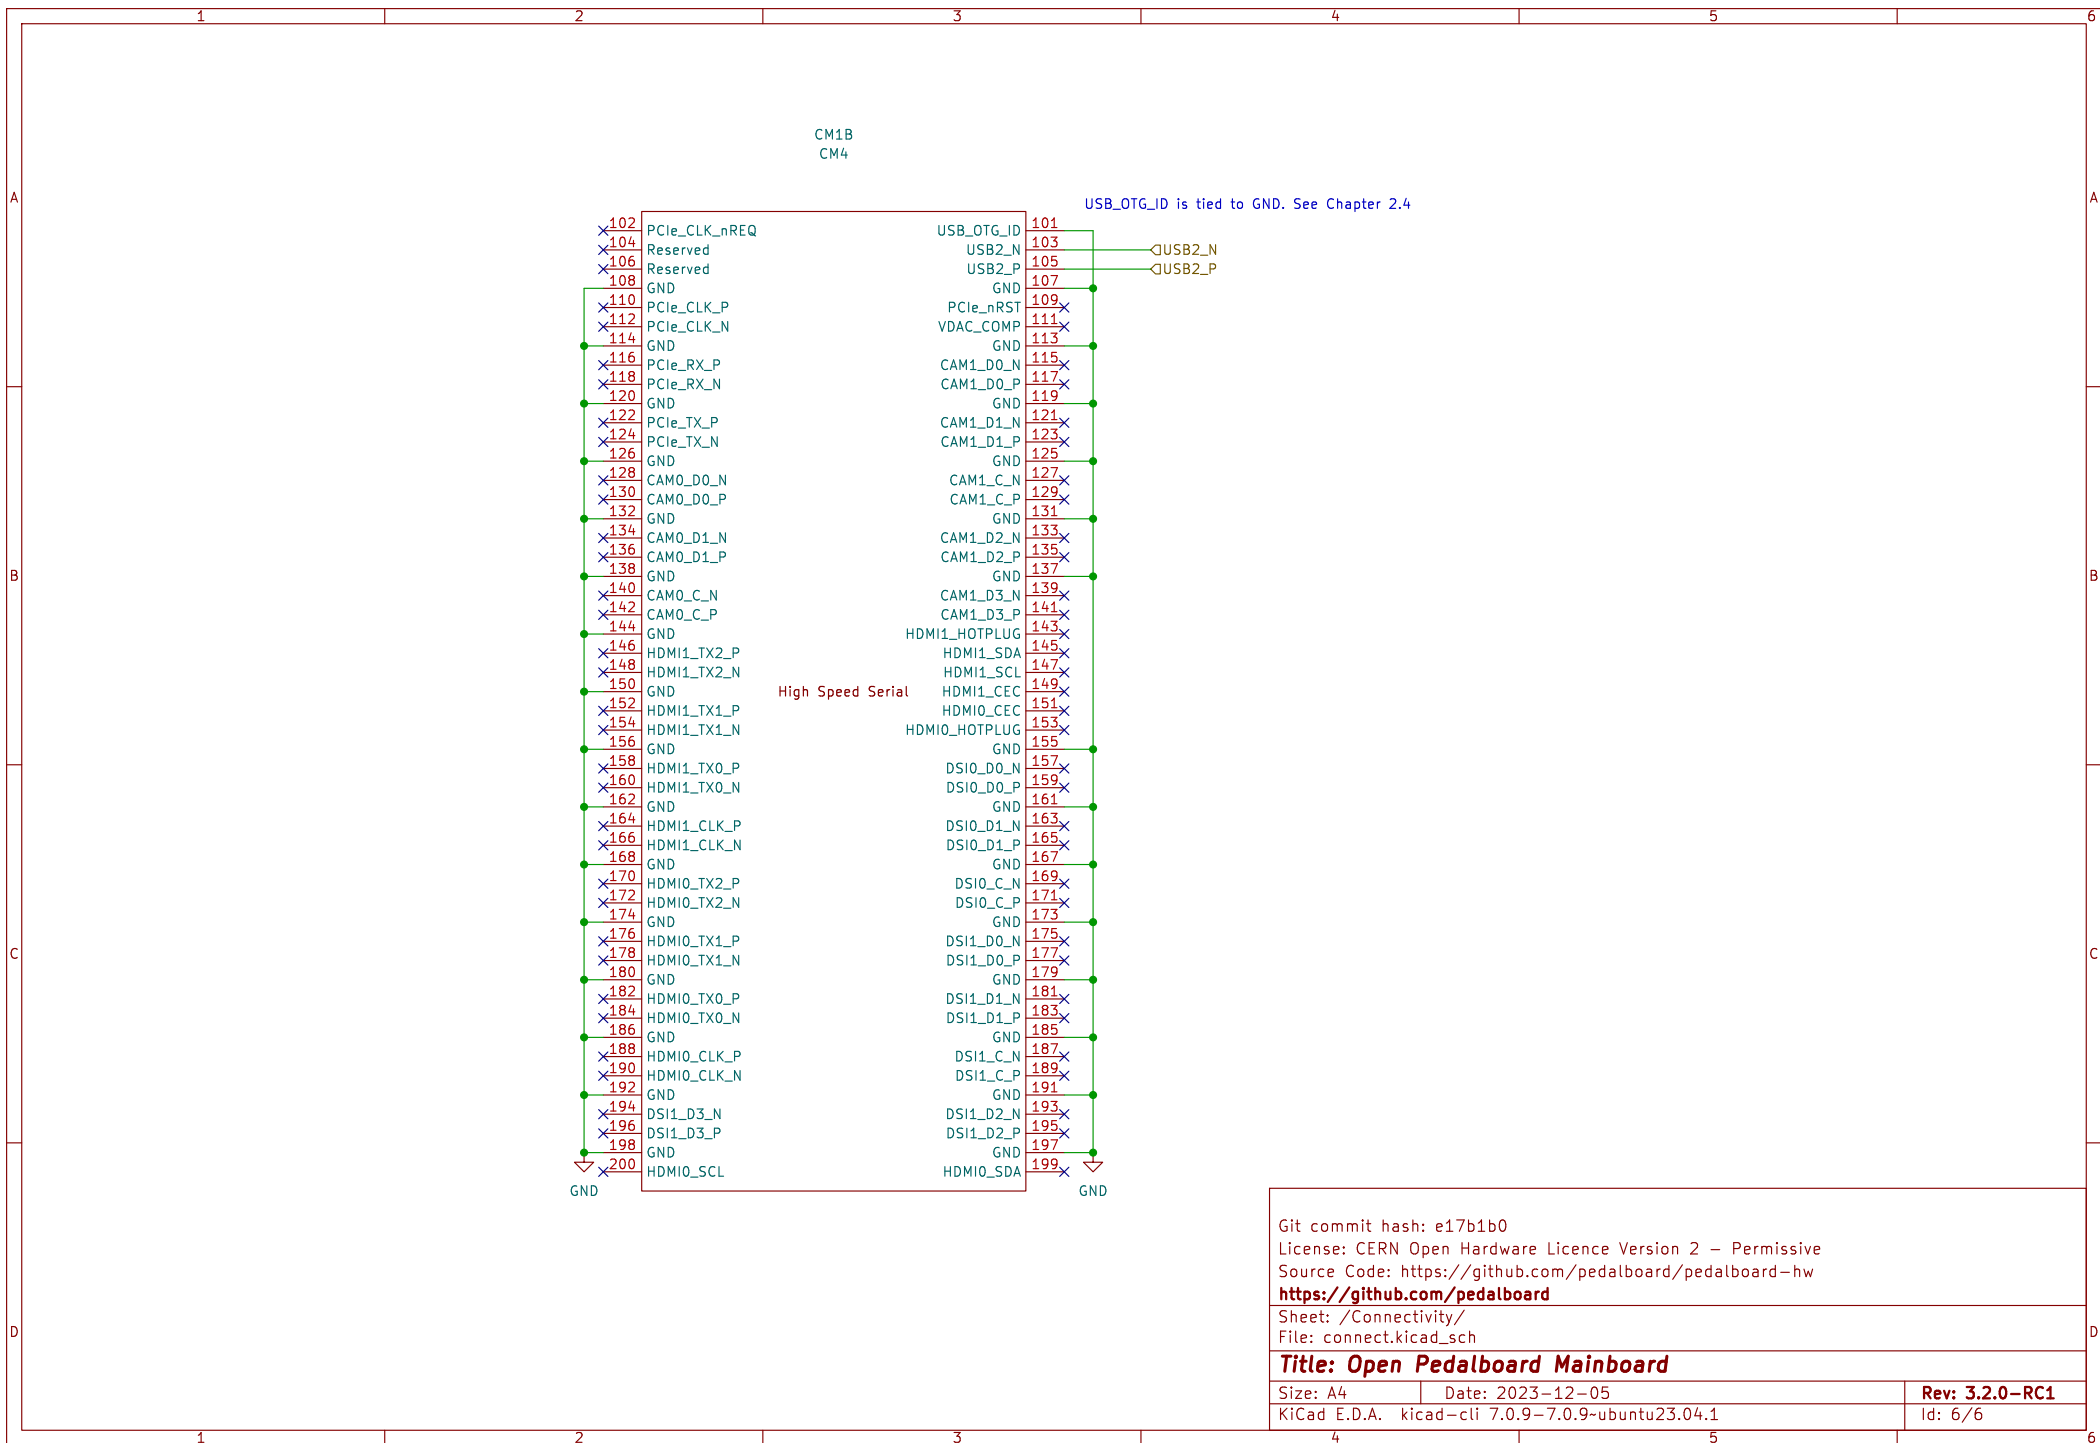 1 2 3 4 5 6
CM1B
CM4
A A
USB_OTG_ID is tied to GND. See Chapter 2.4
102 PCIe_CLK_nREQ USB_OTG_ID 101
104 Reserved USB2_N 103 USB2_N
106 Reserved USB2_P 105 USB2_P
108 GND GND 107
110 PCIe_CLK_P PCIe_nRST 109
112 PCIe_CLK_N VDAC_COMP 111
114 GND GND 113
116 PCIe_RX_P CAM1_D0_N 115
118 PCIe_RX_N CAM1_D0_P 117
120 GND GND 119
122 PCIe_TX_P CAM1_D1_N 121
124 PCIe_TX_N CAM1_D1_P 123
126 GND GND 125
128 CAM0_D0_N CAM1_C_N 127
130 CAM0_D0_P CAM1_C_P 129
132 GND GND 131
134 CAM0_D1_N CAM1_D2_N 133
136 CAM0_D1_P CAM1_D2_P 135
B 138 GND GND 137 B
140 CAM0_C_N CAM1_D3_N 139
142 CAM0_C_P CAM1_D3_P 141
144 GND HDMI1_HOTPLUG 143
146 HDMI1_TX2_P HDMI1_SDA 145
148 HDMI1_TX2_N HDMI1_SCL 147
150 GND High Speed Serial HDMI1_CEC 149
152 HDMI1_TX1_P HDMI0_CEC 151
154 HDMI1_TX1_N HDMI0_HOTPLUG 153
156 GND GND 155
158 HDMI1_TX0_P DSI0_D0_N 157
160 HDMI1_TX0_N DSI0_D0_P 159
162 GND GND 161
164 HDMI1_CLK_P DSI0_D1_N 163
166 HDMI1_CLK_N DSI0_D1_P 165
168 GND GND 167
170 HDMI0_TX2_P DSI0_C_N 169
172 HDMI0_TX2_N DSI0_C_P 171
174 GND GND 173
176 HDMI0_TX1_P DSI1_D0_N 175
C 178 HDMI0_TX1_N DSI1_D0_P 177 C
180 GND GND 179
182 HDMI0_TX0_P DSI1_D1_N 181
184 HDMI0_TX0_N DSI1_D1_P 183
186 GND GND 185
188 HDMI0_CLK_P DSI1_C_N 187
190 HDMI0_CLK_N DSI1_C_P 189
192 GND GND 191
194 DSI1_D3_N DSI1_D2_N 193
196 DSI1_D3_P DSI1_D2_P 195
198 GND GND 197
200 HDMI0_SCL HDMI0_SDA 199
GND GND
Git commit hash: e17b1b0
License: CERN Open Hardware Licence Version 2 - Permissive
Source Code: https://github.com/pedalboard/pedalboard-hw
https://github.com/pedalboard
Sheet: /Connectivity/
D D
File: connect.kicad_sch
Title: Open Pedalboard Mainboard
Size: A4 Date: 2023-12-05 Rev: 3.2.0-RC1
KiCad E.D.A. kicad-cli 7.0.9-7.0.9~ubuntu23.04.1 Id: 6/6
1 2 3 4 5 6